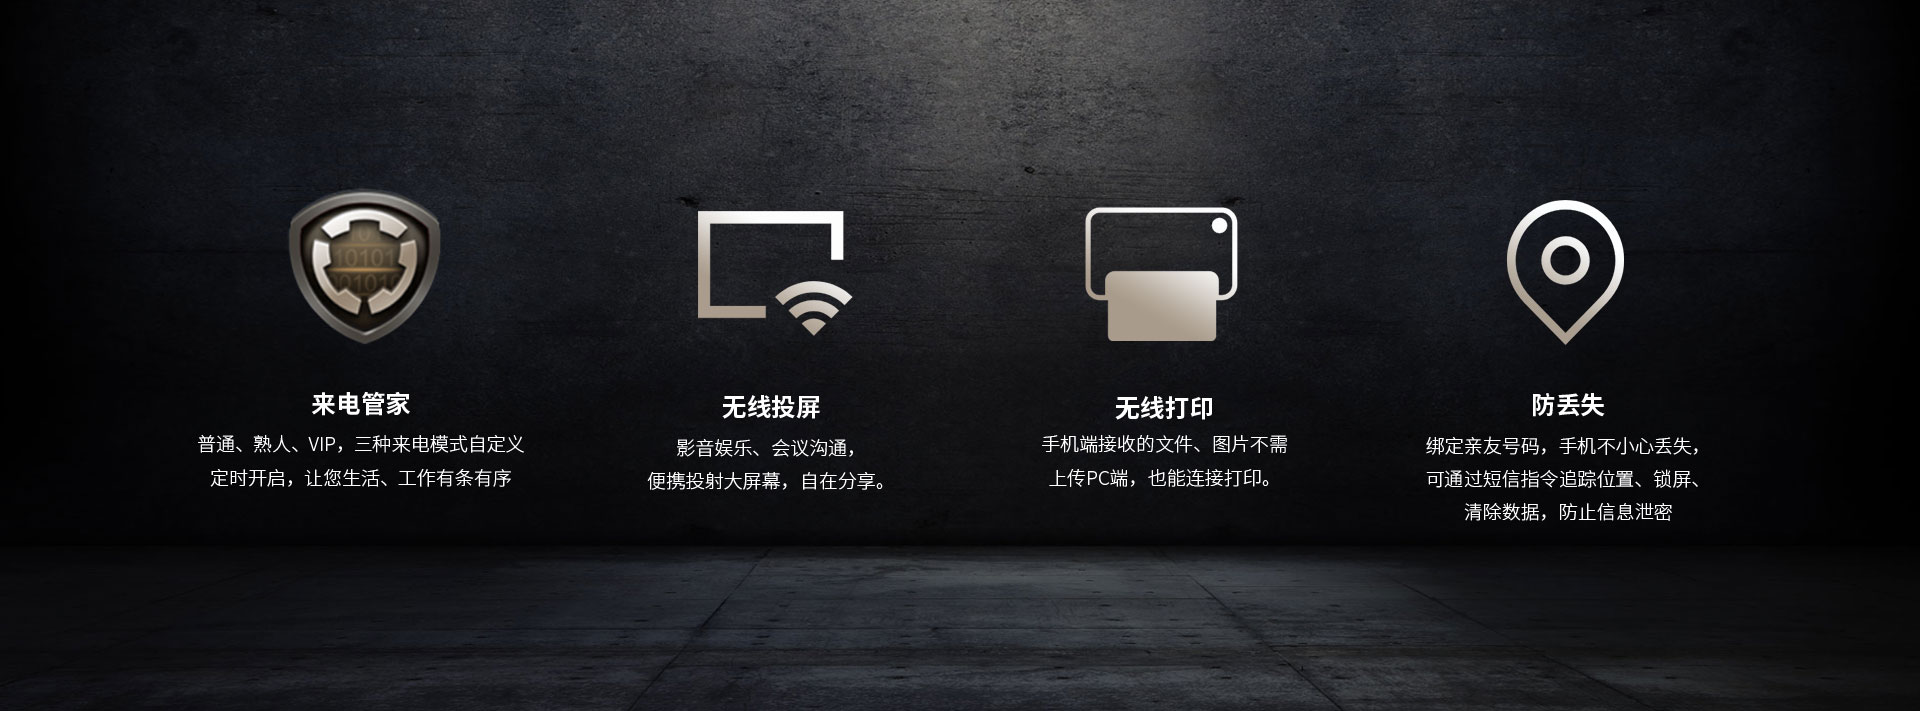 来电管家
普通、熟人、VIP，三种来电模式自定义
定时开启，让您生活、工作有条有序
无线投屏
影音娱乐、会议沟通，
便携投射大屏幕，自在分享。
无线打印
手机端接收的文件、图片不需
上传PC端，也能连接打印。
防丢失
绑定亲友号码，手机不小心丢失，
可通过短信指令追踪位置、锁屏、
清除数据，防止信息泄密